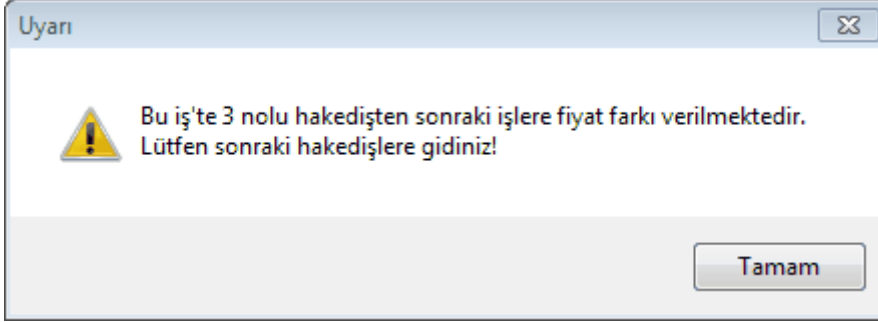 Uyarı
Bu iş'te 3 nolu hakedişten sonraki işlere fiyat farkı verilmektedir.
Lütfen sonraki hakedişlere gidiniz!
Tamam